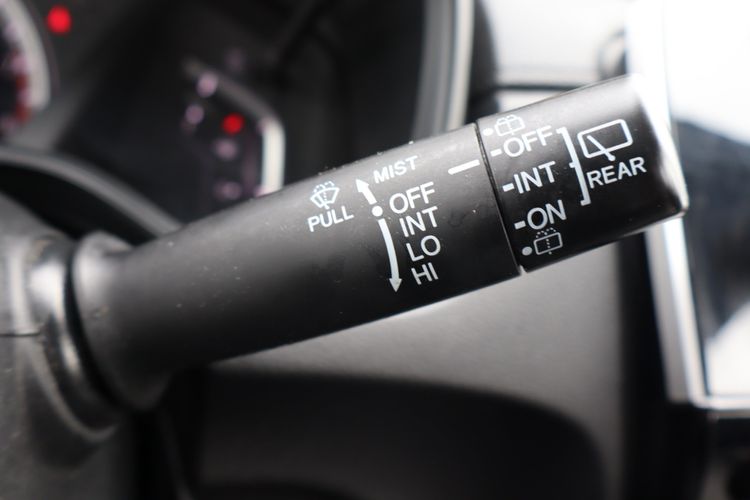 PULL
MIST
OFF
INT
LO
HI
-OFF
-INT
-ON
REAR